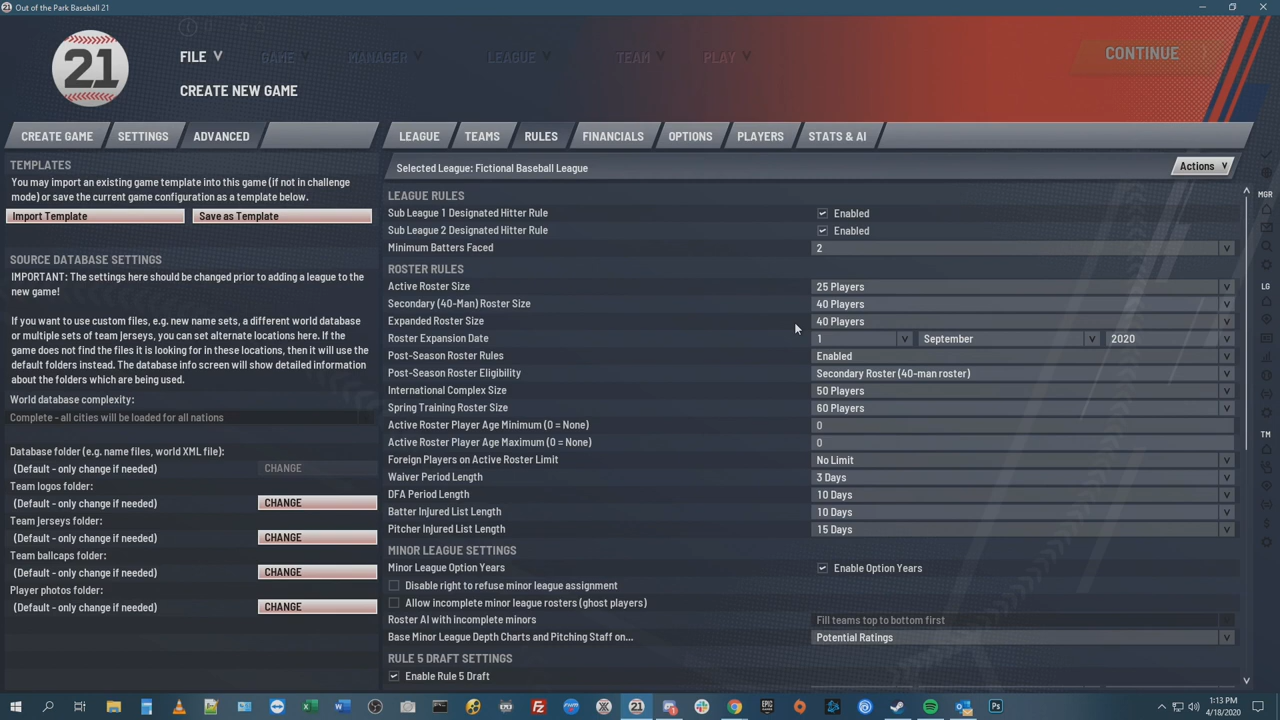 21 Out of the Park Baseball 21
21
FILE
GAME
MANAGER
LEAGUE
TEAM
PLAY
CONTINUE
CREATE NEW GAME
CREATE GAME
SETTINGS
ADVANCED
LEAGUE
TEAMS
RULES
FINANCIALS
OPTIONS
PLAYERS
STATS & AI
TEMPLATES
You may import an existing game template into this game (if not in challenge
mode) or save the current game configuration as a template below.
Import Template
Save as Template
SOURCE DATABASE SETTINGS
IMPORTANT: The settings here should be changed prior to adding a league to the
new game!
If you want to use custom files, e.g. new name sets, a different world database
or multiple sets of team jerseys, you can set alternate locations here. If the
game does not find the files it is looking for in these locations, then it will use the
default folders instead. The database info screen will show detailed information
about the folders which are being used.
World database complexity:
Complete - all cities will be loaded for all nations
Database folder (e.g. name files, world XML file):
(Default - only change if needed) CHANGE
Team logos folder:
(Default - only change if needed) CHANGE
Team jerseys folder:
(Default - only change if needed) CHANGE
Team ballcaps folder:
(Default - only change if needed) CHANGE
Player photos folder:
(Default - only change if needed) CHANGE
Selected League: Fictional Baseball League
Actions
LEAGUE RULES
Sub League 1 Designated Hitter Rule Enabled
Sub League 2 Designated Hitter Rule Enabled
Minimum Batters Faced 2
ROSTER RULES
Active Roster Size 25 Players
Secondary (40-Man) Roster Size 40 Players
Expanded Roster Size 40 Players
Roster Expansion Date 1 September 2020
Post-Season Roster Rules Enabled
Post-Season Roster Eligibility Secondary Roster (40-man roster)
International Complex Size 50 Players
Spring Training Roster Size 60 Players
Active Roster Player Age Minimum (0 = None) 0
Active Roster Player Age Maximum (0 = None) 0
Foreign Players on Active Roster Limit No Limit
Waiver Period Length 3 Days
DFA Period Length 10 Days
Batter Injured List Length 10 Days
Pitcher Injured List Length 15 Days
MINOR LEAGUE SETTINGS
Minor League Option Years Enable Option Years
Disable right to refuse minor league assignment
Allow incomplete minor league rosters (ghost players)
Roster AI with incomplete minors Fill teams top to bottom first
Base Minor League Depth Charts and Pitching Staff on... Potential Ratings
RULE 5 DRAFT SETTINGS
Enable Rule 5 Draft
MGR
LG
TM
21
Ps
1:13 PM
4/18/2020